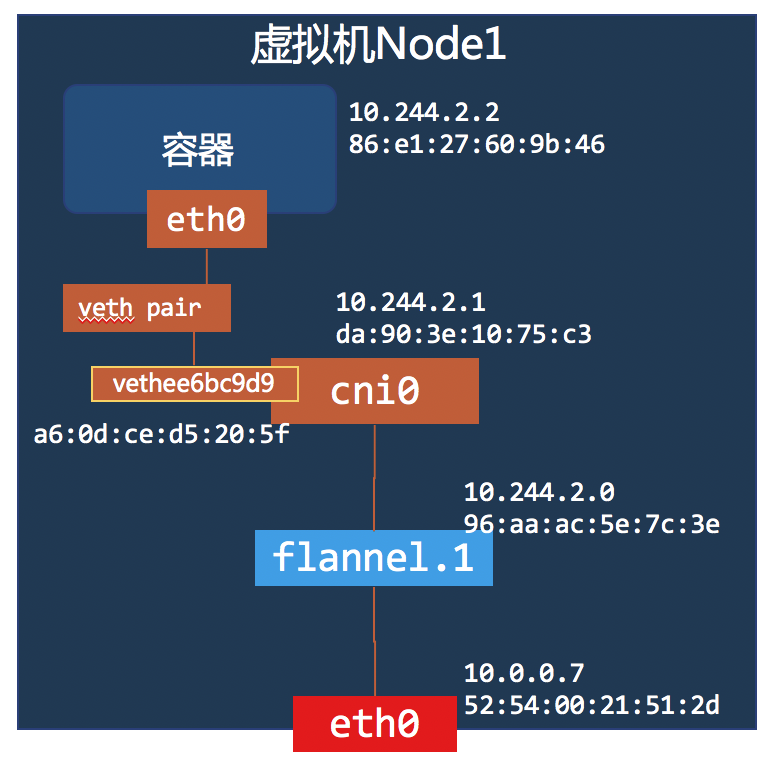 虚拟机Node1
10.244.2.2
86:e1:27:60:9b:46
容器
eth0
veth pair
10.244.2.1
da:90:3e:10:75:c3
vethee6bc9d9
cni0
a6:0d:ce:d5:20:5f
10.244.2.0
96:aa:ac:5e:7c:3e
flannel.1
10.0.0.7
52:54:00:21:51:2d
eth0